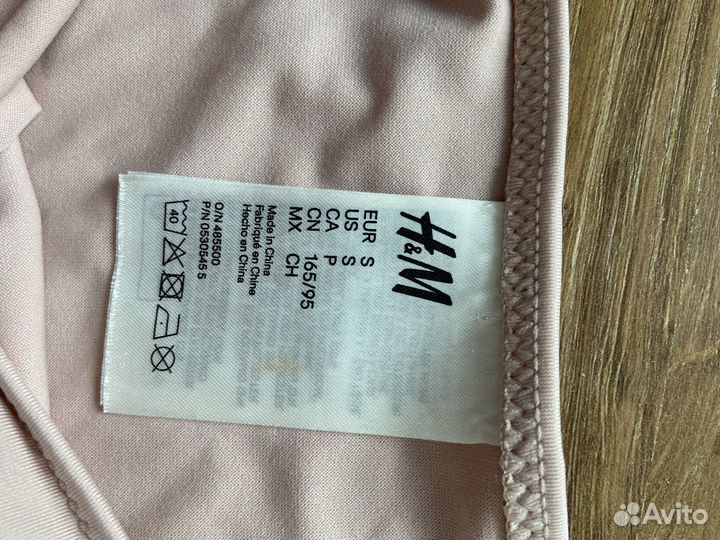 H&M
EUR S
US S
CA P
CN 165/95
MX CH
Made in China
Fabriqué en Chine
Hecho en China
O/N 485500
P/N 0530545 5
40
Avito